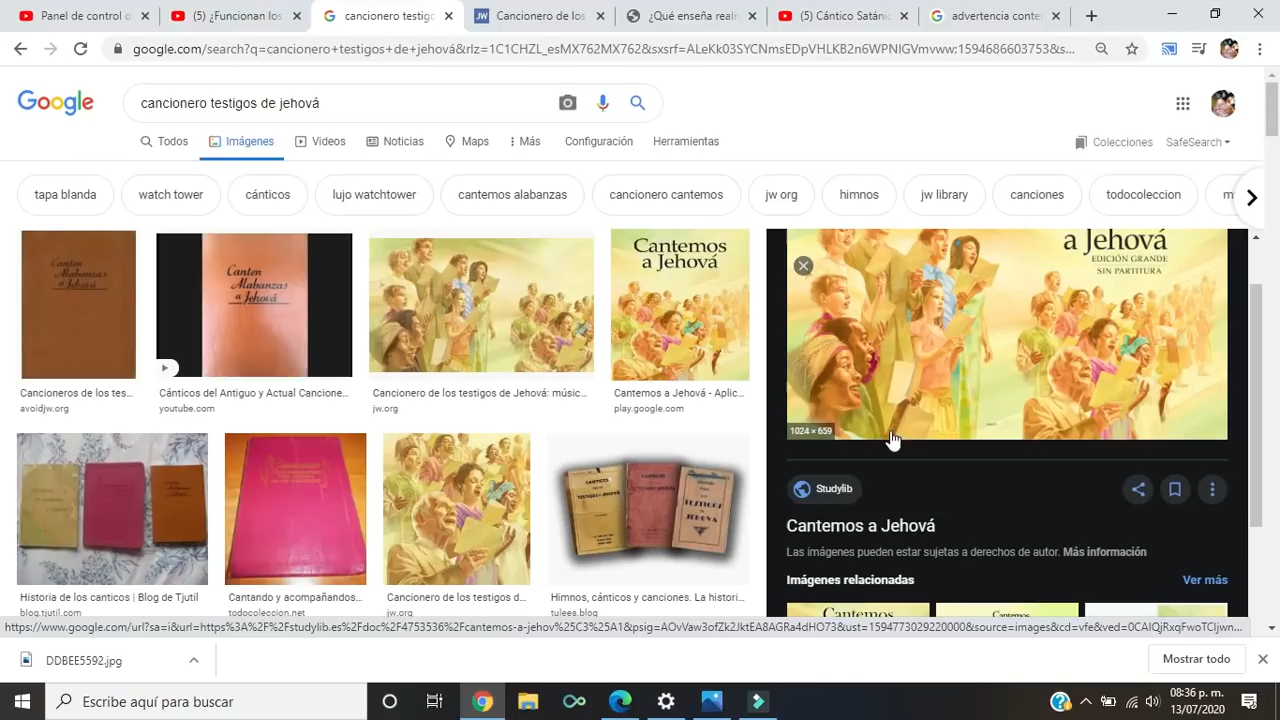 Panel de control d
(5) ¿Funcionan los
cancionero testigo
Cancionero de los
¿Qué enseña realm
(5) Cántico Satánic
advertencia conte
google.com/search?q=cancionero+testigos+de+jehová&rlz=1C1CHZL_esMX762MX762&sxsrf=ALeKk03SYCNmsEDpVHLKB2n6WPNlGVmvww:1594686603753&s...
Google
cancionero testigos de jehová
Todos
Imágenes
Videos
Noticias
Maps
Más
Configuración
Herramientas
Colecciones
SafeSearch
tapa blanda
watch tower
cánticos
lujo watchtower
cantemos alabanzas
cancionero cantemos
jw org
himnos
jw library
canciones
todocoleccion
m
Canten
Alabanzas
a Jehová
Canten
Alabanzas
a Jehová
Cantemos
a Jehová
a Jehová
EDICIÓN GRANDE
SIN PARTITURA
1024 × 659
Cancioneros de los tes...
avoidjw.org
Cánticos del Antiguo y Actual Cancione...
youtube.com
Cancionero de los testigos de Jehová: músic...
jw.org
Cantemos a Jehová - Aplic...
play.google.com
Studylib
Cantemos a Jehová
Las imágenes pueden estar sujetas a derechos de autor. Más información
Imágenes relacionadas
Ver más
Cantemos
Historia de los canticos | Blog de Tjutil
blog.tjutil.com
Cantando y acompañandos...
todocoleccion.net
Cancionero de los testigos d...
jw.org
TESTIGOS
JEHOVÁ
Himnos, cánticos y canciones. La histori...
tulees.blog
https://www.google.com/url?sa=i&url=https%3A%2F%2Fstudylib.es%2Fdoc%2F4753536%2Fcantemos-a-jehov%25C3%25A1&psig=AOvVaw3ofZk2JktEA8AGRa4dHO73&ust=1594773029220000&source=images&cd=vfe&ved=0CAIQjRxqFwoTCIjwn...
DDBEE5592.jpg
Mostrar todo
Escribe aquí para buscar
08:36 p. m.
13/07/2020